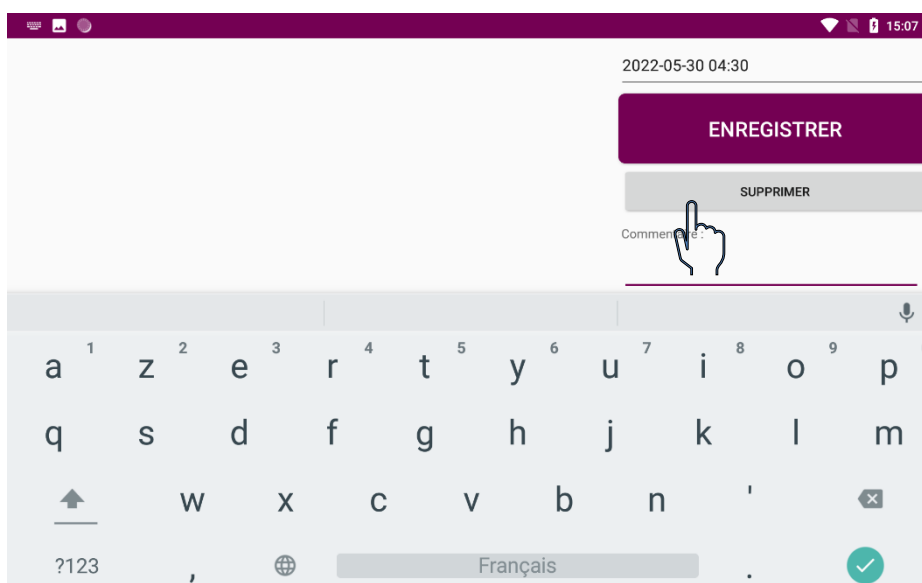 15:07
2022-05-30 04:30
ENREGISTRER
SUPPRIMER
Commentaire :
a 1 z 2 e 3 r 4 t 5 y 6 u 7 i 8 o 9 p
q s d f g h j k l m
w x c v b n '
?123 , Français .